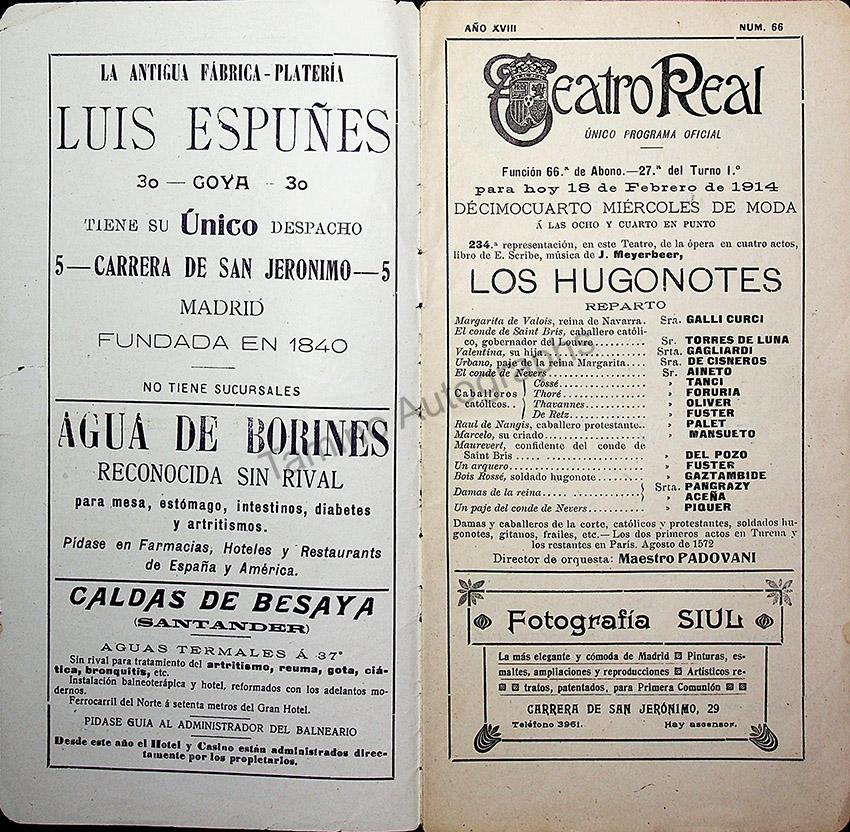 LA ANTIGUA FÁBRICA-PLATERÍA
LUIS ESPUÑES
30 — GOYA - 30
TIENE SU Único DESPACHO
5—CARRERA DE SAN JERONIMO—5
MADRID
FUNDADA EN 1840
NO TIENE SUCURSALES
AGUA DE BORINES
RECONOCIDA SIN RIVAL
para mesa, estómago, intestinos, diabetes
y artritismos.
Pídase en Farmacias, Hoteles y Restaurants
de España y América.
CALDAS DE BESAYA
(SANTANDER)
AGUAS TERMALES Á 37º
Sin rival para tratamiento del artritismo, reuma, gota, ciá-
tica, bronquitis, etc.
Instalación balneoterápica y hotel, reformados con los adelantos mo-
dernos.
Ferrocarril del Norte á setenta metros del Gran Hotel.
PIDASE GUIA AL ADMINISTRADOR DEL BALNEARIO
Desde este año el Hotel y Casino están administrados direc-
tamente por los propietarios.
AÑO XVIII NUM. 66
Teatro Real
ÚNICO PROGRAMA OFICIAL
Función 66.ª de Abono.—27.ª del Turno 1.º
para hoy 18 de Febrero de 1914
DÉCIMOCUARTO MIÉRCOLES DE MODA
Á LAS OCHO Y CUARTO EN PUNTO
234.ª representación, en este Teatro, de la ópera en cuatro actos,
libro de E. Scribe, música de J. Meyerbeer,
LOS HUGONOTES
REPARTO
Margarita de Valois, reina de Navarra. Sra. GALLI CURCI
El conde de Saint Bris, caballero católi-
co, gobernador del Louvre............ Sr. TORRES DE LUNA
Valentina, su hija.................... Srta. GAGLIARDI
Urbano, paje de la reina Margarita.... Sra. DE CISNEROS
El conde de Nevers.................... Sr. AINETO
Cossé................ » TANCI
Caballeros Thoré................ » FORURIA
católicos.. Thavannes............ » OLIVER
De Retz.............. » FUSTER
Raul de Nangis, caballero protestante.. » PALET
Marcelo, su criado.................... » MANSUETO
Maurevert, confidente del conde de
Saint Bris ........................ » DEL POZO
Un arquero............................ » FUSTER
Bois Rossé, soldado hugonote.......... » GAZTAMBIDE
Damas de la reina.................... Srta. PANGRAZY
» ACEÑA
Un paje del conde de Nevers........... » PIQUER
Damas y caballeros de la corte, católicos y protestantes, soldados hu-
gonotes, gitanos, frailes, etc.—Los dos primeros actos en Turena y
los restantes en París. Agosto de 1572
Director de orquesta: Maestro PADOVANI
Fotografía SIUL
La más elegante y cómoda de Madrid Pinturas, es-
maltes, ampliaciones y reproducciones Artísticos re-
tratos, patentados, para Primera Comunión
CARRERA DE SAN JERÓNIMO, 29
Teléfono 3961. Hay ascensor.
Tamino Autographs